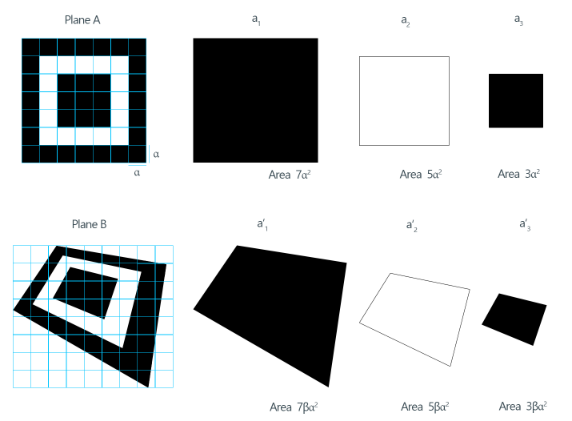 Plane A
a₁
a₂
a₃
α
α
Area 7α²
Area 5α²
Area 3α²
Plane B
a'₁
a'₂
a'₃
Area 7βα²
Area 5βα²
Area 3βα²